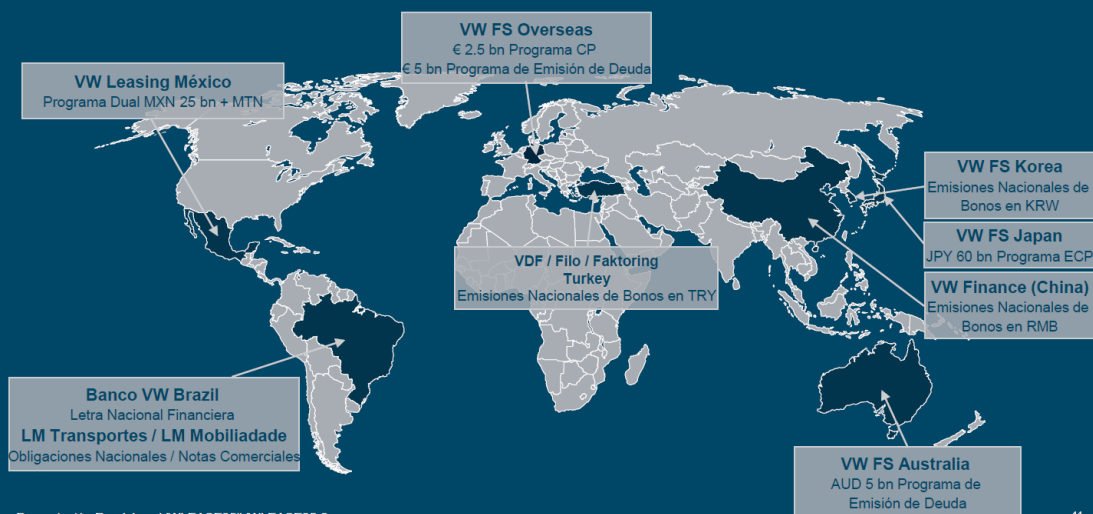 VW FS Overseas
€ 2.5 bn Programa CP
€ 5 bn Programa de Emisión de Deuda
VW Leasing México
Programa Dual MXN 25 bn + MTN
VW FS Korea
Emisiones Nacionales de
Bonos en KRW
VW FS Japan
JPY 60 bn Programa ECP
VW Finance (China)
Emisiones Nacionales de
Bonos en RMB
VDF / Filo / Faktoring
Turkey
Emisiones Nacionales de Bonos en TRY
Banco VW Brazil
Letra Nacional Financiera
LM Transportes / LM Mobiliadade
Obligaciones Nacionales / Notas Comerciales
VW FS Australia
AUD 5 bn Programa de
Emisión de Deuda